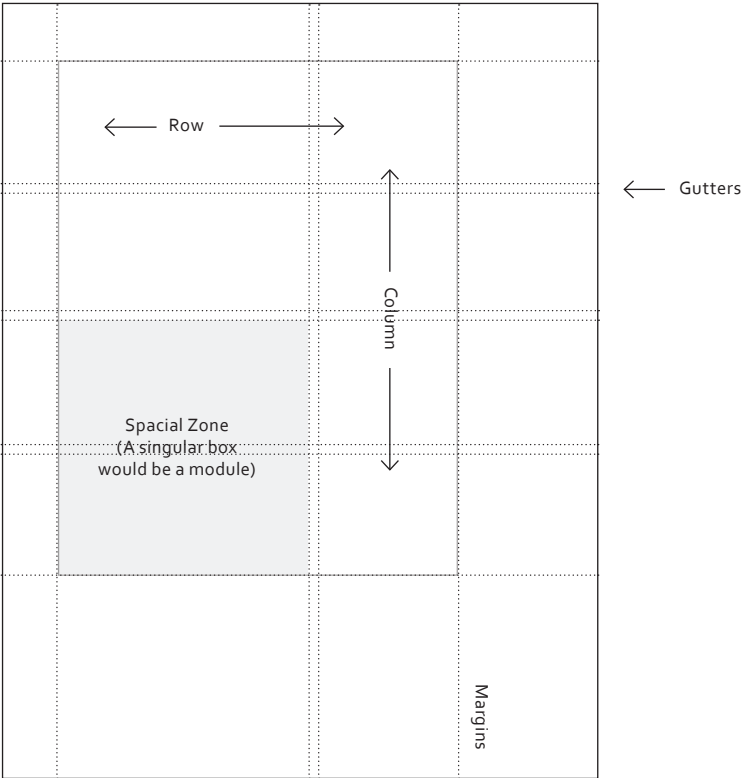 Row
Gutters
Column
Spacial Zone
(A singular box
would be a module)
Margins